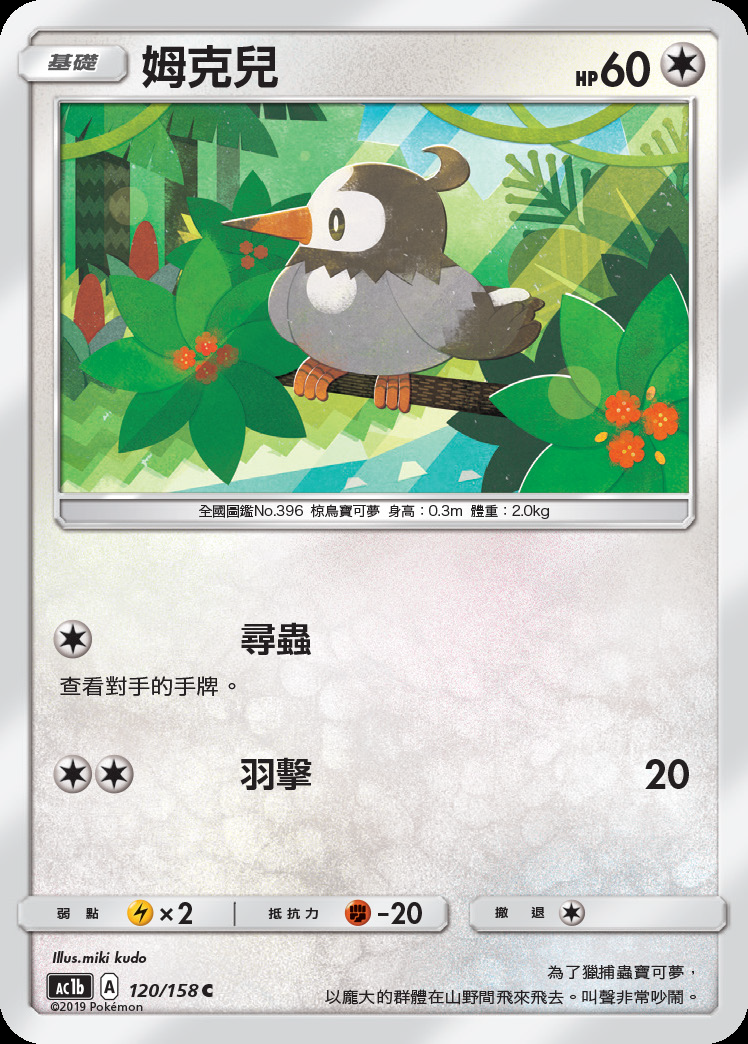 基礎 姆克兒 HP60
全國圖鑑No.396 椋鳥寶可夢 身高：0.3m 體重：2.0kg
尋蟲
查看對手的手牌。
羽擊 20
弱點 ×2 抵抗力 -20 撤退
Illus.miki kudo
AC1b A 120/158 C
©2019 Pokémon
為了獵捕蟲寶可夢，
以龐大的群體在山野間飛來飛去。叫聲非常吵鬧。